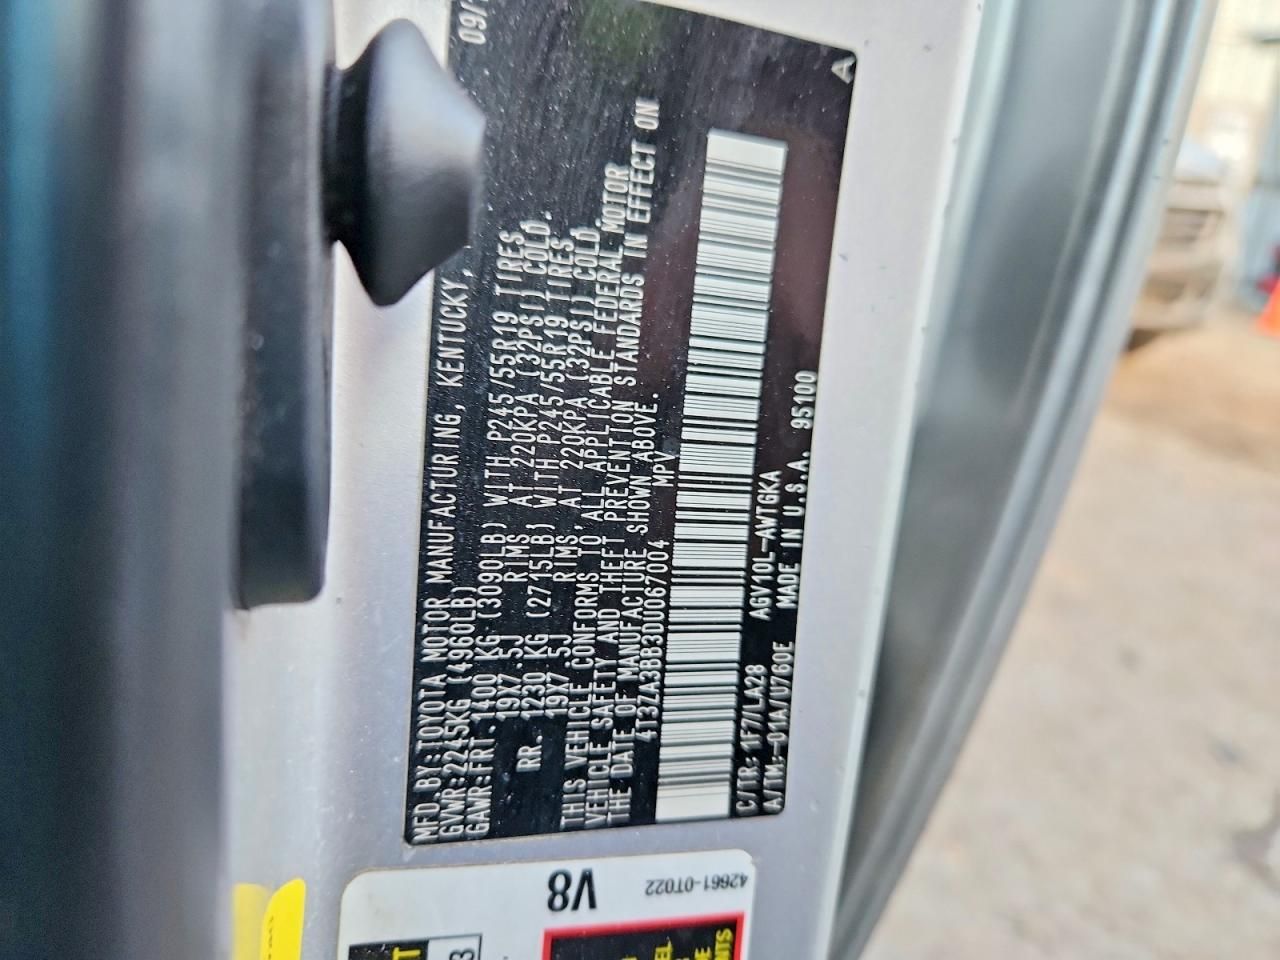 MFD.BY:TOYOTA MOTOR MANUFACTURING, KENTUCKY,
GVWR:2245KG (4960LB) 09/
GAWR:FRT 1400 KG (3090LB) WITH P245/55R19 TIRES
19X7.5J RIMS, AT 220KPA (32PSI) COLD.
RR. 1230 KG (2715LB) WITH P245/55R19 TIRES
19X7.5J RIMS, AT 220KPA (32PSI) COLD.
THIS VEHICLE CONFORMS TO ALL APPLICABLE FEDERAL MOTOR
VEHICLE SAFETY AND THEFT PREVENTION STANDARDS IN EFFECT ON
THE DATE OF MANUFACTURE SHOWN ABOVE.
4T3ZA3BB3DU067004 MPV
C/TR: 1F7/LA28 AGV10L-AWTGKA
A/TM:-01A/U760E MADE IN U.S.A. 95100
A
V8
42661-0T022